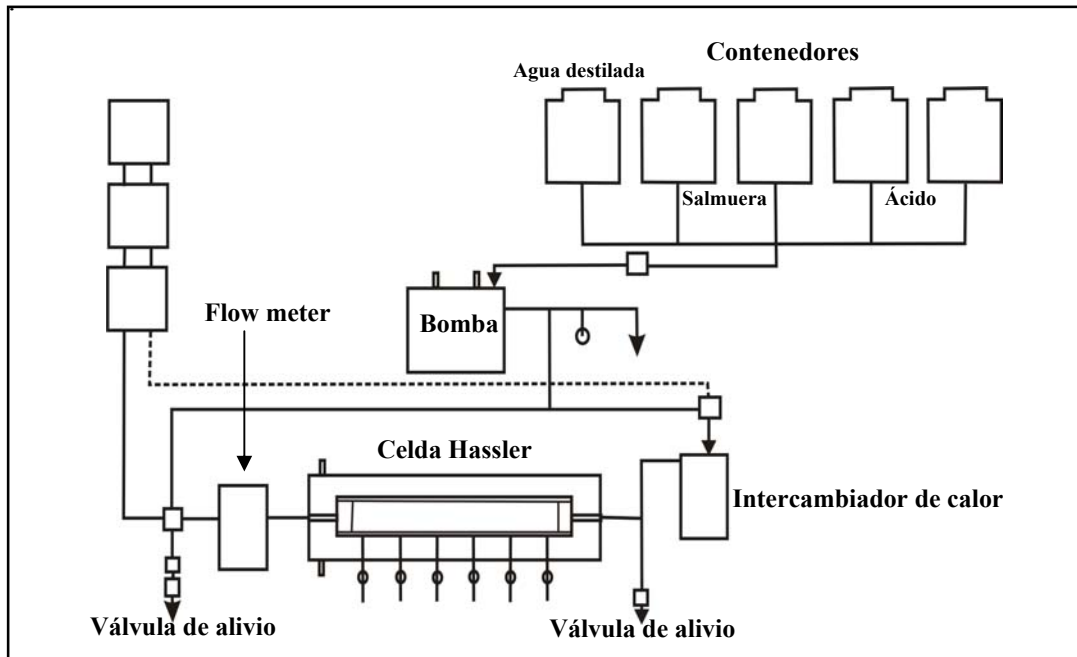 Contenedores
Agua destilada
Salmuera
Ácido
Bomba
Flow meter
Celda Hassler
Intercambiador de calor
Válvula de alivio
Válvula de alivio